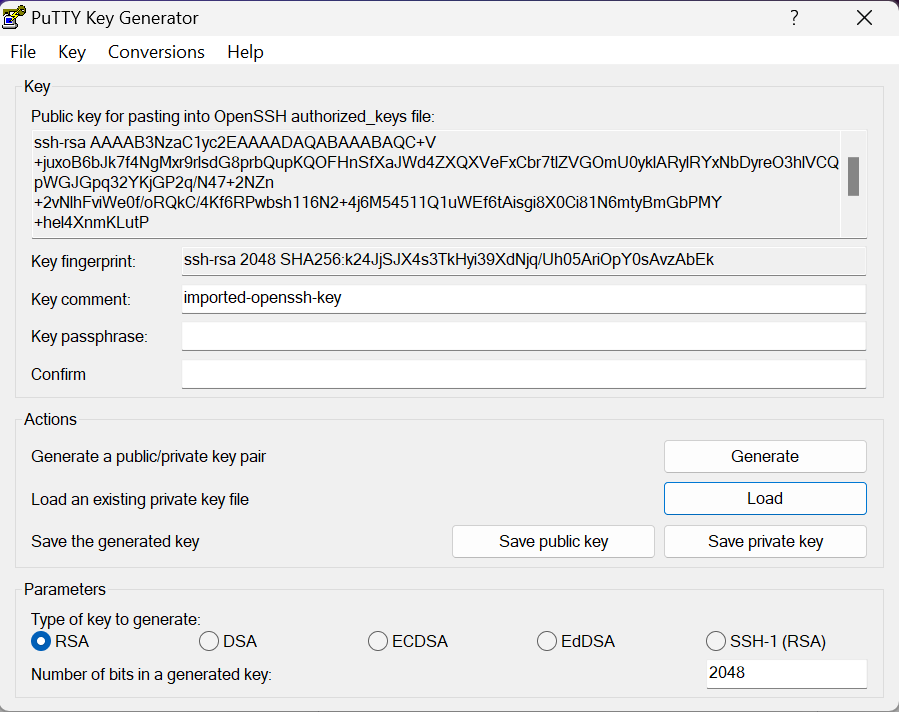 PuTTY Key Generator
?
File Key Conversions Help
Key
Public key for pasting into OpenSSH authorized_keys file:
ssh-rsa AAAAB3NzaC1yc2EAAAADAQABAAABAQC+V
+juxoB6bJk7f4NgMxr9rlsdG8prbQupKQOFHnSfXaJWd4ZXQXVeFxCbr7tlZVGOmU0yklARylRYxNbDyreO3hlVCQ
pWGJGpq32YKjGP2q/N47+2NZn
+2vNlhFviWe0f/oRQkC/4Kf6RPwbsh116N2+4j6M54511Q1uWEf6tAisgi8X0Ci81N6mtyBmGbPMY
+hel4XnmKLutP
Key fingerprint: ssh-rsa 2048 SHA256:k24JjSJX4s3TkHyi39XdNjq/Uh05AriOpY0sAvzAbEk
Key comment: imported-openssh-key
Key passphrase:
Confirm
Actions
Generate a public/private key pair Generate
Load an existing private key file Load
Save the generated key Save public key Save private key
Parameters
Type of key to generate:
RSA DSA ECDSA EdDSA SSH-1 (RSA)
Number of bits in a generated key: 2048